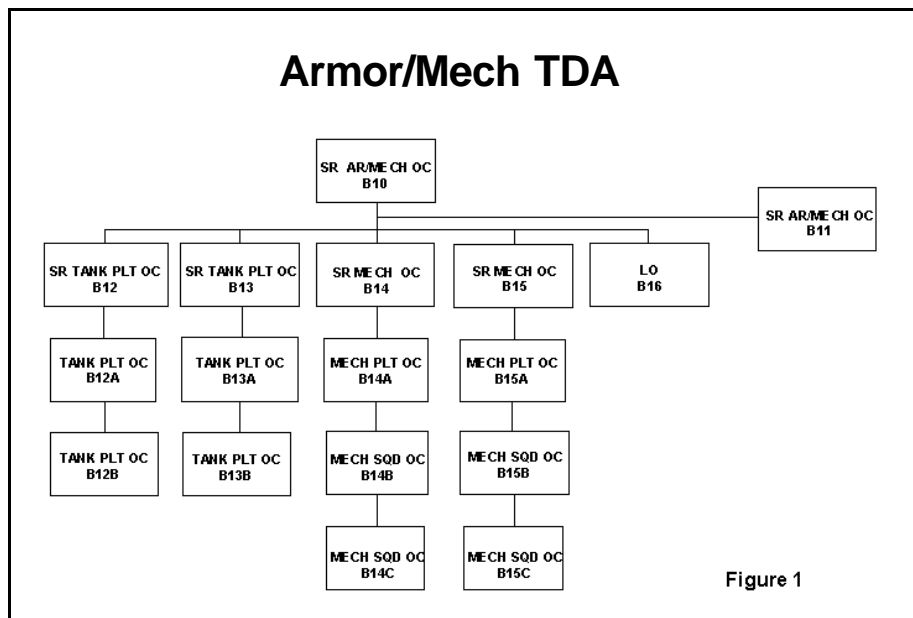 Armor/Mech TDA
SR AR/MECH OC
B10
SR AR/MECH OC
B11
SR TANK PLT OC
B12
SR TANK PLT OC
B13
SR MECH OC
B14
SR MECH OC
B15
LO
B16
TANK PLT OC
B12A
TANK PLT OC
B13A
MECH PLT OC
B14A
MECH PLT OC
B15A
TANK PLT OC
B12B
TANK PLT OC
B13B
MECH SQD OC
B14B
MECH SQD OC
B15B
MECH SQD OC
B14C
MECH SQD OC
B15C
Figure 1